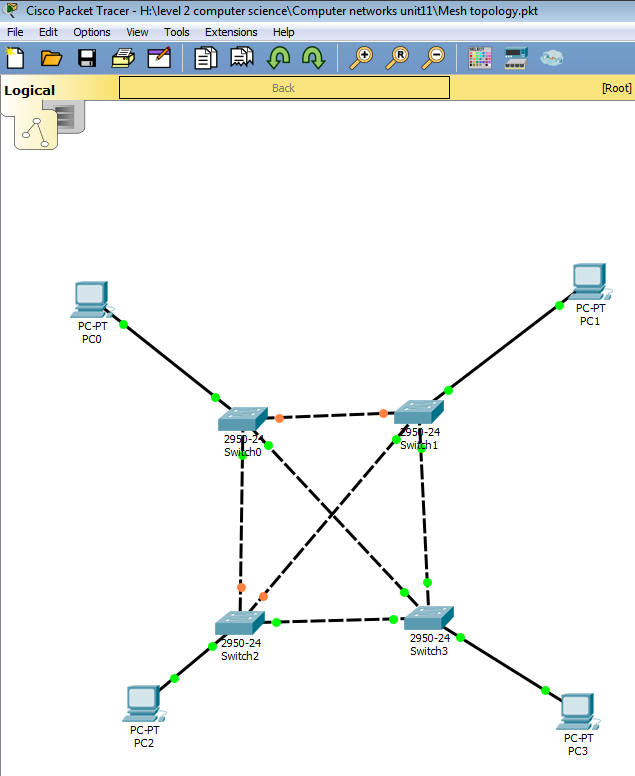 Cisco Packet Tracer - H:\level 2 computer science\Computer networks unit11\Mesh topology.pkt
File Edit Options View Tools Extensions Help
SELECT
Logical
Back
[Root]
PC-PT
PC0
PC-PT
PC1
2950-24
Switch0
2950-24
Switch1
2950-24
Switch2
2950-24
Switch3
PC-PT
PC2
PC-PT
PC3